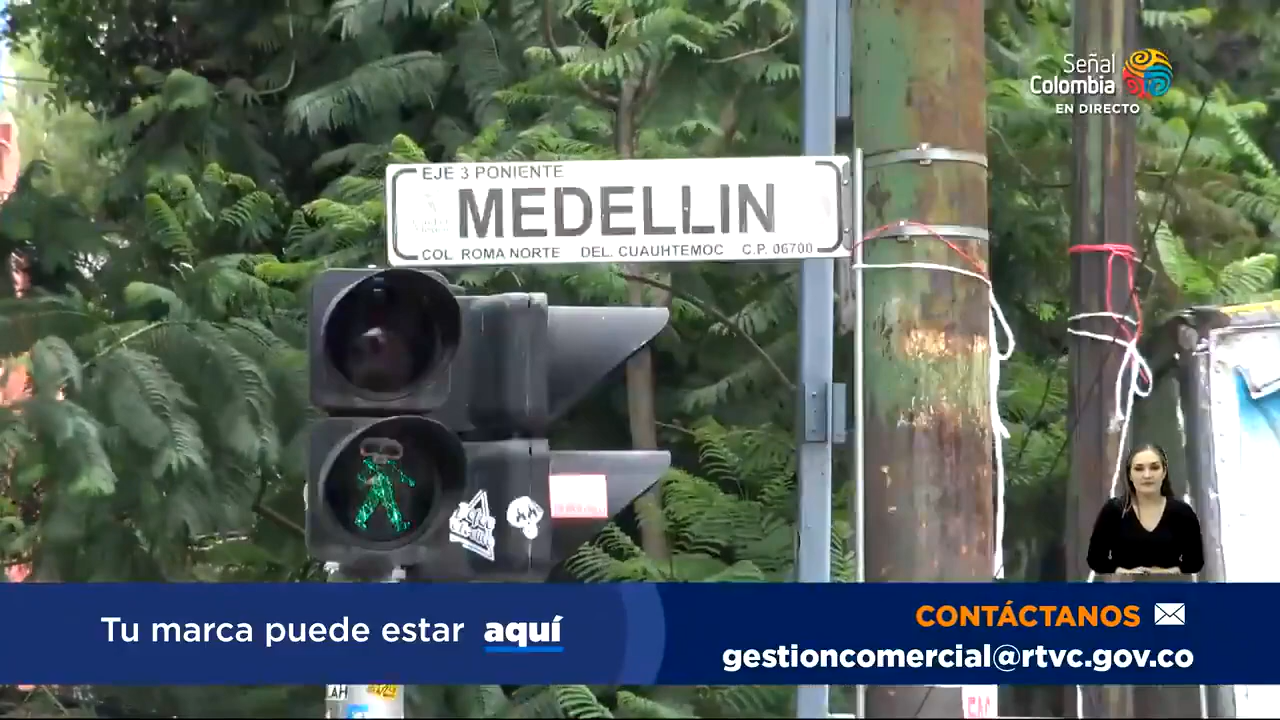 Señal
Colombia
EN DIRECTO
EJE 3 PONIENTE
MEDELLIN
COL. ROMA NORTE DEL. CUAUHTEMOC C.P. 06700
Tu marca puede estar aquí
CONTÁCTANOS
gestioncomercial@rtvc.gov.co